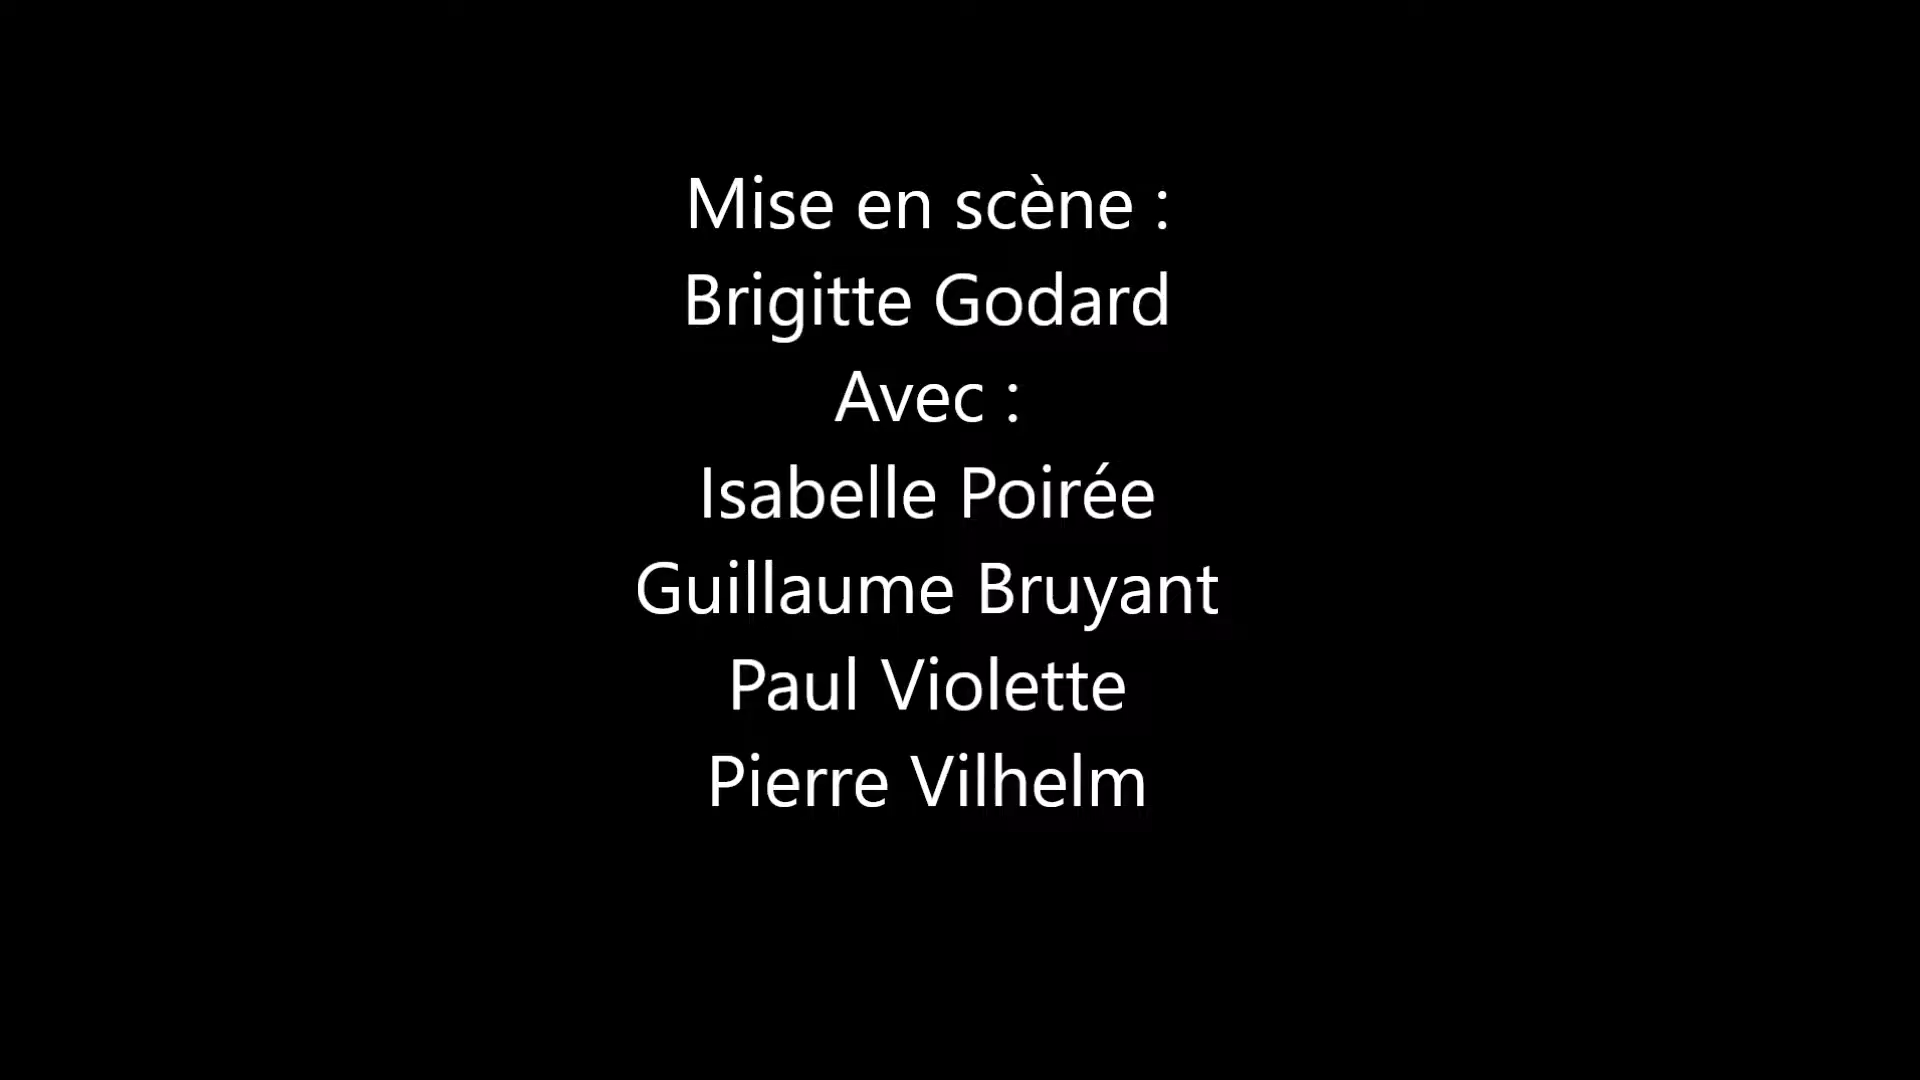 Mise en scène :
Brigitte Godard
Avec :
Isabelle Poirée
Guillaume Bruyant
Paul Violette
Pierre Vilhelm